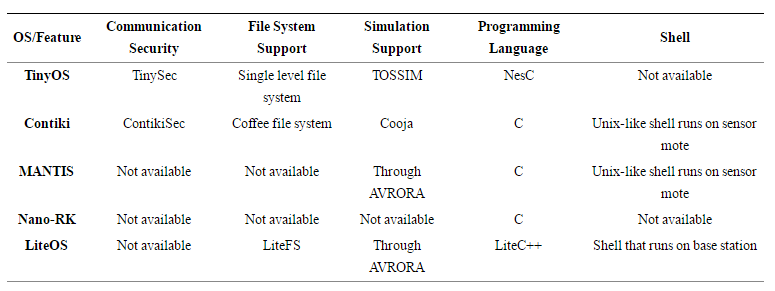 OS/Feature Communication Security File System Support Simulation Support Programming Language Shell
TinyOS TinySec Single level file system TOSSIM NesC Not available
Contiki ContikiSec Coffee file system Cooja C Unix-like shell runs on sensor mote
MANTIS Not available Not available Through AVRORA C Unix-like shell runs on sensor mote
Nano-RK Not available Not available Not available C Not available
LiteOS Not available LiteFS Through AVRORA LiteC++ Shell that runs on base station